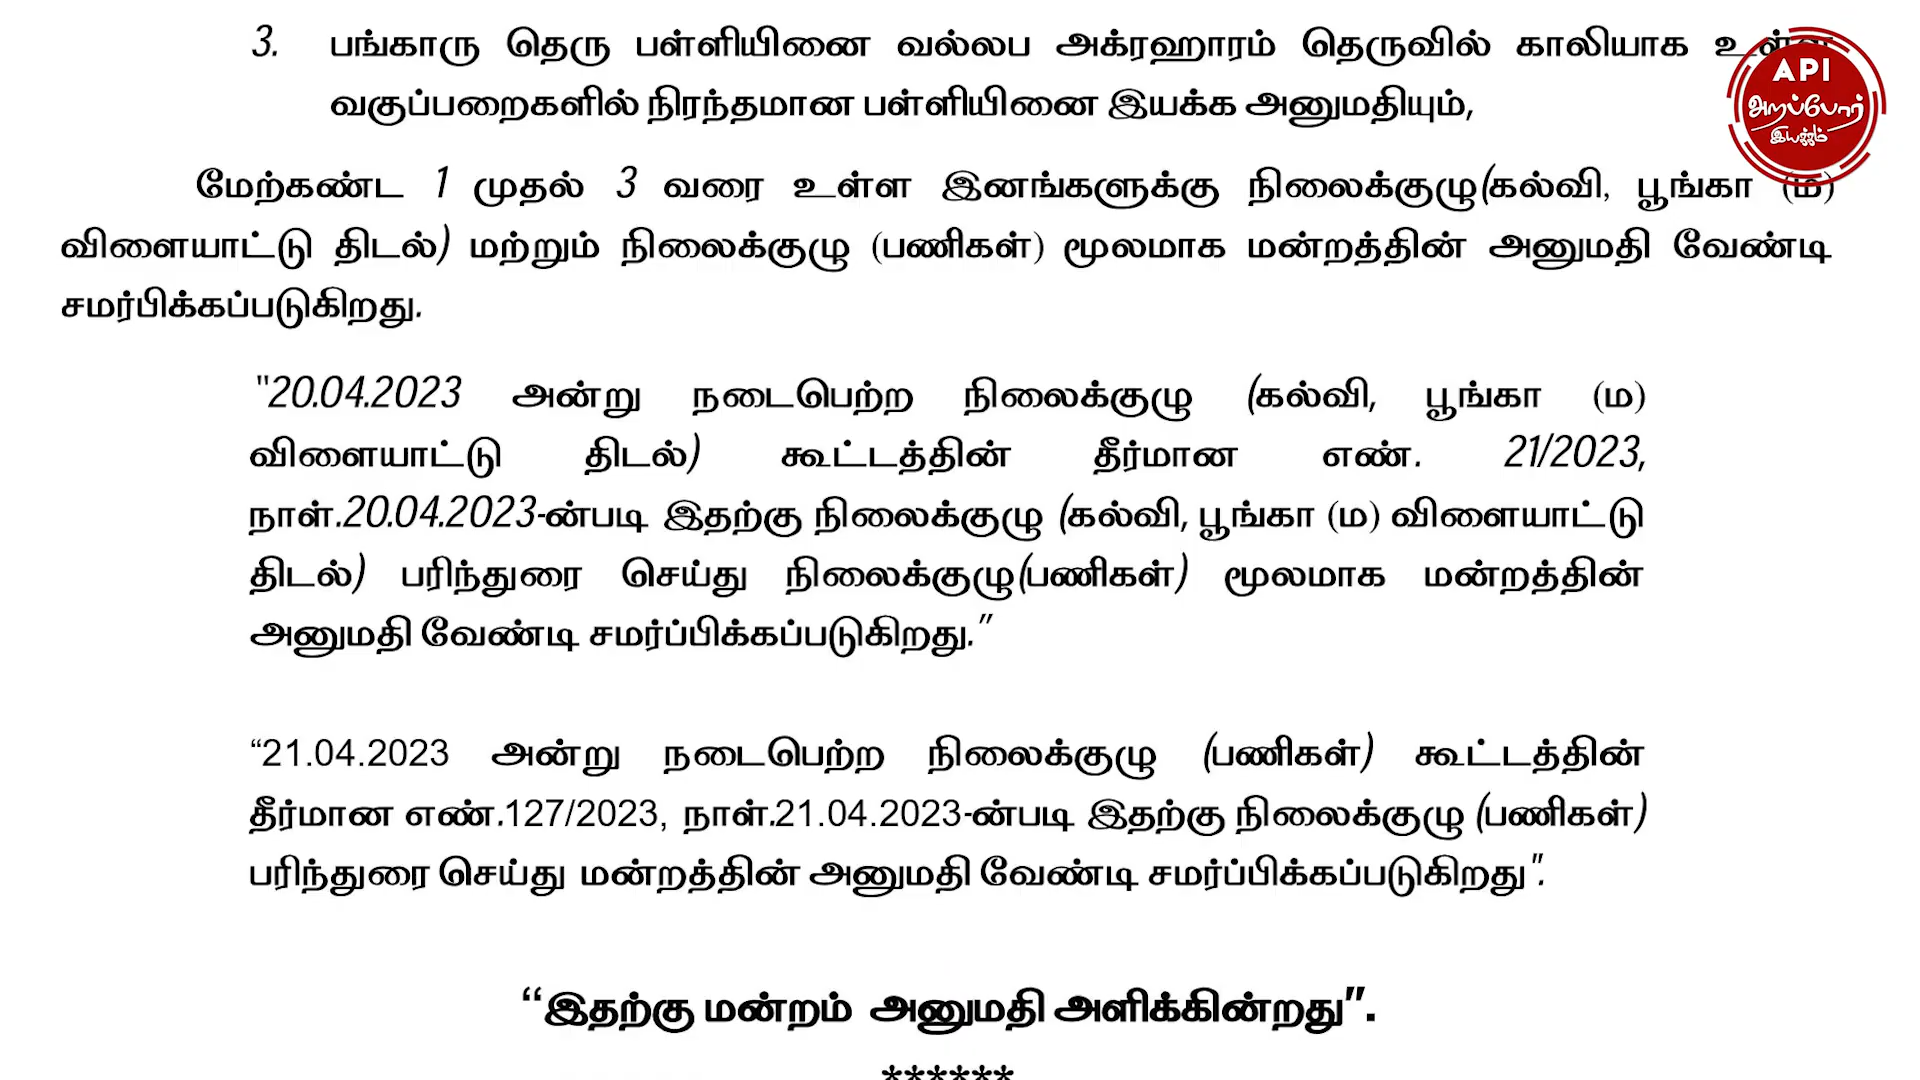 3. பங்காரு தெரு பள்ளியினை வல்லப அக்ரஹாரம் தெருவில் காலியாக உள்ள
வகுப்பறைகளில் நிரந்தமான பள்ளியினை இயக்க அனுமதியும்,
மேற்கண்ட 1 முதல் 3 வரை உள்ள இனங்களுக்கு நிலைக்குழு(கல்வி, பூங்கா (ம)
விளையாட்டு திடல்) மற்றும் நிலைக்குழு (பணிகள்) மூலமாக மன்றத்தின் அனுமதி வேண்டி
சமர்பிக்கப்படுகிறது.
"20.04.2023 அன்று நடைபெற்ற நிலைக்குழு (கல்வி, பூங்கா (ம)
விளையாட்டு திடல்) கூட்டத்தின் தீர்மான எண். 21/2023,
நாள்.20.04.2023-ன்படி இதற்கு நிலைக்குழு (கல்வி, பூங்கா (ம) விளையாட்டு
திடல்) பரிந்துரை செய்து நிலைக்குழு(பணிகள்) மூலமாக மன்றத்தின்
அனுமதி வேண்டி சமர்ப்பிக்கப்படுகிறது.”
“21.04.2023 அன்று நடைபெற்ற நிலைக்குழு (பணிகள்) கூட்டத்தின்
தீர்மான எண்.127/2023, நாள்.21.04.2023-ன்படி இதற்கு நிலைக்குழு (பணிகள்)
பரிந்துரை செய்து மன்றத்தின் அனுமதி வேண்டி சமர்ப்பிக்கப்படுகிறது”.
“இதற்கு மன்றம் அனுமதி அளிக்கின்றது”.
******
API
அறப்போர்
இயக்கம்